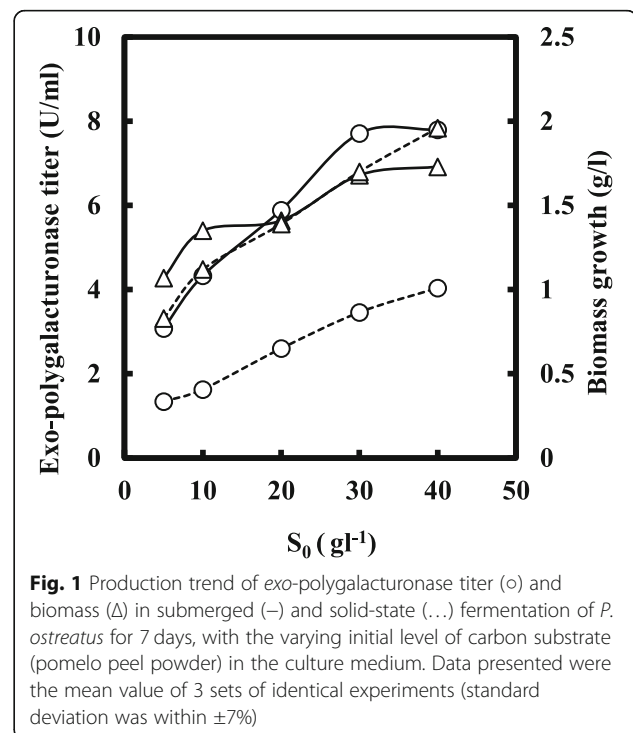 10
8
6
4
2
0
Exo-polygalacturonase titer (U/ml)
2.5
2
1.5
1
0.5
0
Biomass growth (g/l)
0 10 20 30 40 50
S₀ ( gl⁻¹)
Fig. 1 Production trend of exo-polygalacturonase titer (○) and
biomass (Δ) in submerged (−) and solid-state (...) fermentation of P.
ostreatus for 7 days, with the varying initial level of carbon substrate
(pomelo peel powder) in the culture medium. Data presented were
the mean value of 3 sets of identical experiments (standard
deviation was within ±7%)